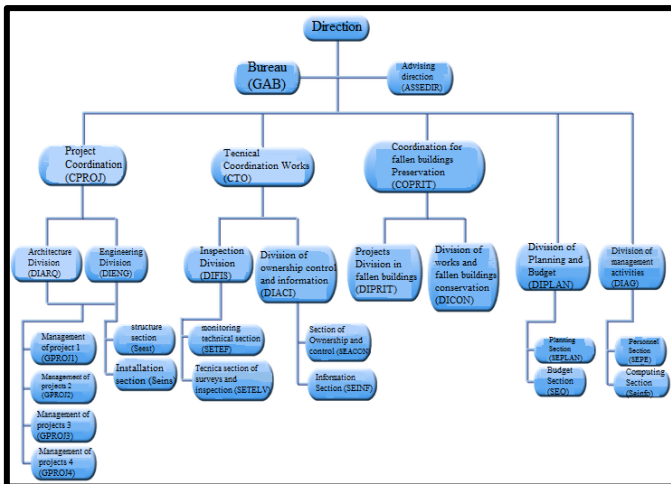 Direction
Bureau
(GAB)
Advising
direction
(ASSEDIR)
Project
Coordination
(CPROJ)
Tecnical
Coordination Works
(CTO)
Coordination for
fallen buildings
Preservation
(COPRIT)
Architecture
Division
(DIARQ)
Engineering
Division
(DIENG)
Inspection
Division
(DIFIS)
Division of
ownership control
and information
(DIACI)
Projects
Division in
fallen buildings
(DIPRIT)
Division of
works and
fallen buildings
conservation
(DICON)
Division of
Planning and
Budget
(DIPLAN)
Division of
management
activities
(DIAG)
Management
of project 1
(GPROJ1)
Management of
projects 2
(GPROJ2)
Management of
projects 3
(GPROJ3)
Management of
projects 4
(GPROJ4)
structure
section
(Seest)
Installation
section (Seins)
monitoring
technical section
(SETEF)
Tecnica section of
surveys and
inspection (SETELV)
Section of
Ownership and
control (SEACON)
Information
Section (SEINF)
Planning
Section
(SEPLAN)
Budget
Section
(SEO)
Personnel
Section
(SEPE)
Computing
Section
(Seinfo)